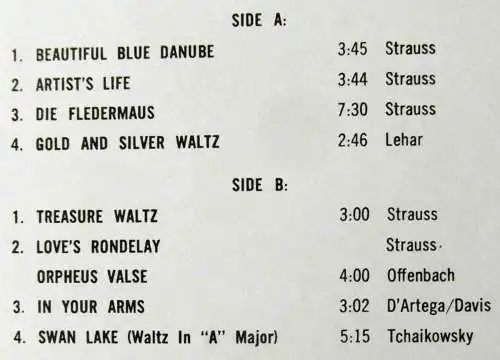 SIDE A:
1. BEAUTIFUL BLUE DANUBE 3:45 Strauss
2. ARTIST'S LIFE 3:44 Strauss
3. DIE FLEDERMAUS 7:30 Strauss
4. GOLD AND SILVER WALTZ 2:46 Lehar
SIDE B:
1. TREASURE WALTZ 3:00 Strauss
2. LOVE'S RONDELAY Strauss
ORPHEUS VALSE 4:00 Offenbach
3. IN YOUR ARMS 3:02 D'Artega/Davis
4. SWAN LAKE (Waltz In "A" Major) 5:15 Tchaikowsky